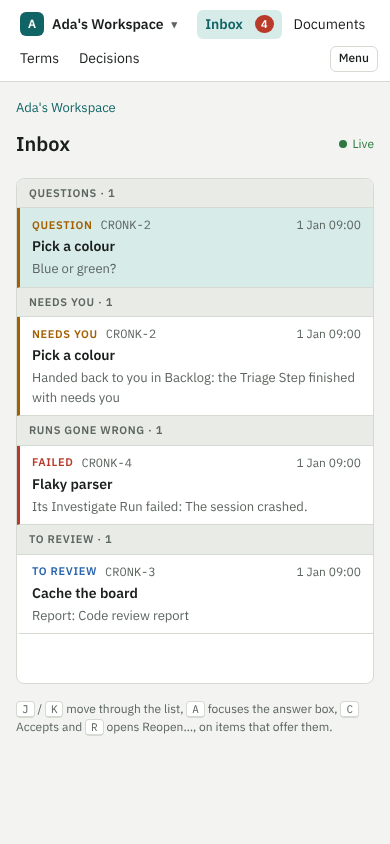 A Ada's Workspace ▾ Inbox 4 Documents
Terms Decisions Menu
Ada's Workspace
Inbox Live
QUESTIONS · 1
QUESTION CRONK-2 1 Jan 09:00
Pick a colour
Blue or green?
NEEDS YOU · 1
NEEDS YOU CRONK-2 1 Jan 09:00
Pick a colour
Handed back to you in Backlog: the Triage Step finished
with needs you
RUNS GONE WRONG · 1
FAILED CRONK-4 1 Jan 09:00
Flaky parser
Its Investigate Run failed: The session crashed.
TO REVIEW · 1
TO REVIEW CRONK-3 1 Jan 09:00
Cache the board
Report: Code review report
J / K move through the list, A focuses the answer box, C
Accepts and R opens Reopen…, on items that offer them.